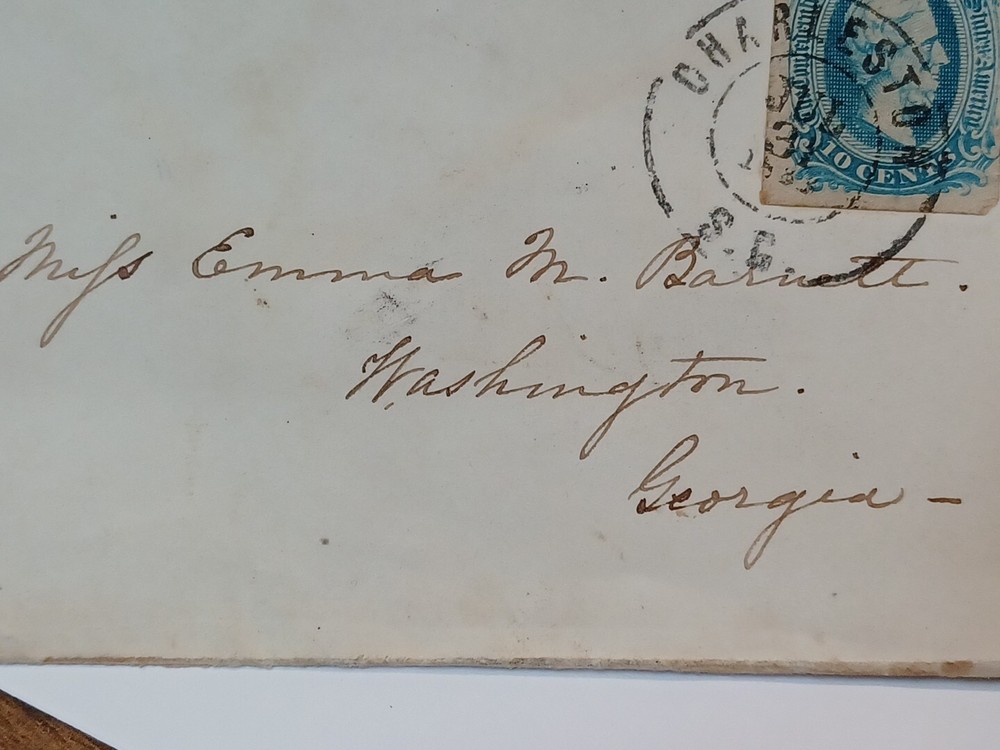 CHARLESTON
S.C.
10 CENTS
Miss Emma M. Barnett.
Washington.
Georgia -